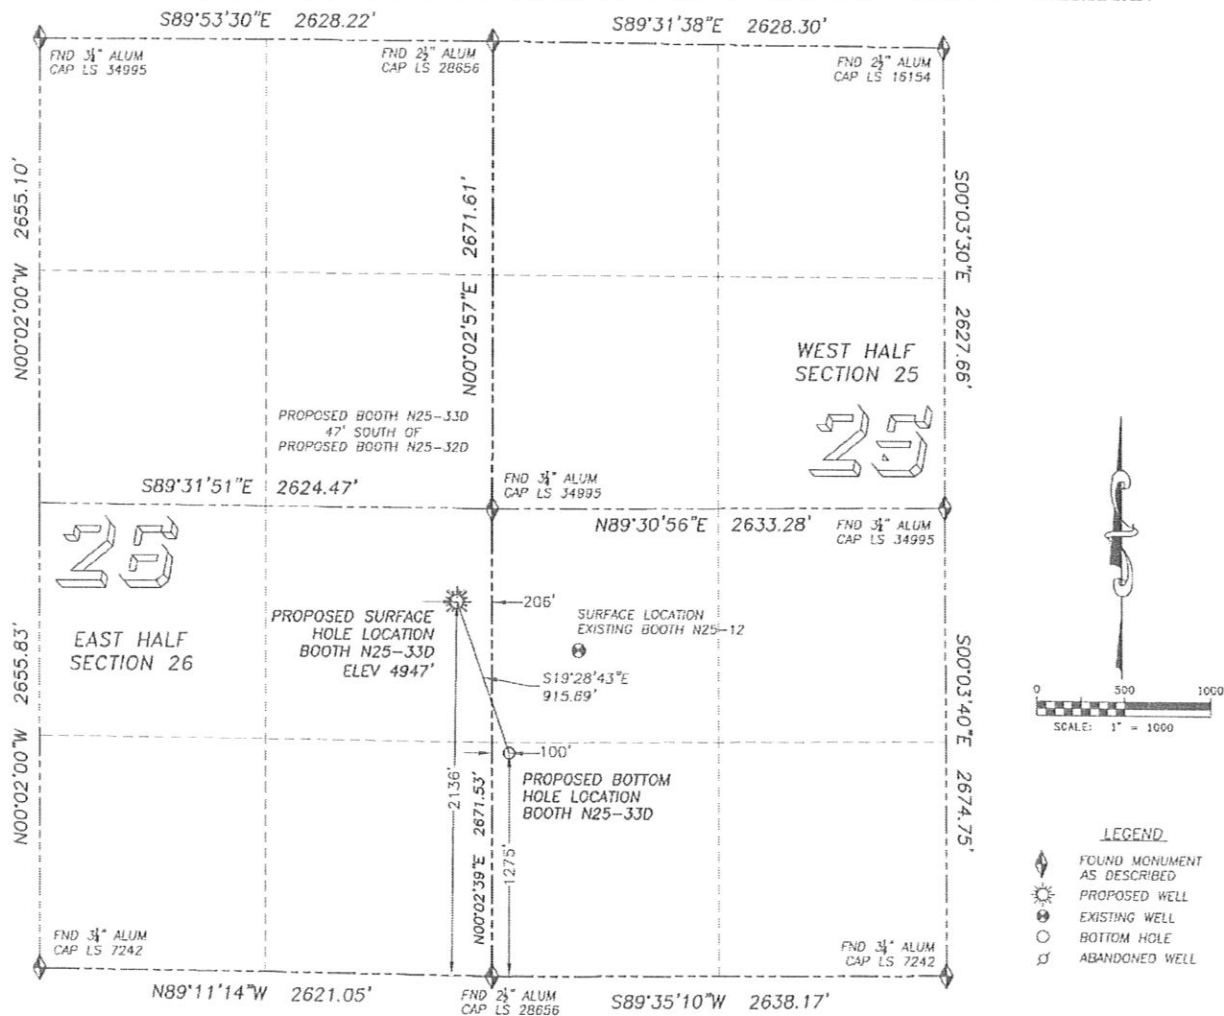 S89°53'30"E 2628.22'
S89°31'38"E 2628.30'
FND 3¼" ALUM
CAP LS 34995
FND 2½" ALUM
CAP LS 28656
FND 2½" ALUM
CAP LS 16154
N00°02'00"W 2655.10'
N00°02'57"E 2671.61'
S00°03'30"E 2627.66'
WEST HALF
SECTION 25
25
PROPOSED BOOTH N25-33D
47' SOUTH OF
PROPOSED BOOTH N25-32D
S89°31'51"E 2624.47'
FND 3¼" ALUM
CAP LS 34995
N89°30'56"E 2633.28'
FND 3¼" ALUM
CAP LS 34995
26
EAST HALF
SECTION 26
PROPOSED SURFACE
HOLE LOCATION
BOOTH N25-33D
ELEV 4947'
206'
SURFACE LOCATION
EXISTING BOOTH N25-12
S19°28'43"E
915.69'
N00°02'00"W 2655.83'
S00°03'40"E 2674.75'
100'
PROPOSED BOTTOM
HOLE LOCATION
BOOTH N25-33D
2136'
N00°02'39"E 2671.53'
1275'
FND 3¼" ALUM
CAP LS 7242
FND 3¼" ALUM
CAP LS 7242
N89°11'14"W 2621.05'
FND 2½" ALUM
CAP LS 28656
S89°35'10"W 2638.17'
0 500 1000
SCALE: 1" = 1000
LEGEND
FOUND MONUMENT
AS DESCRIBED
PROPOSED WELL
EXISTING WELL
BOTTOM HOLE
ABANDONED WELL